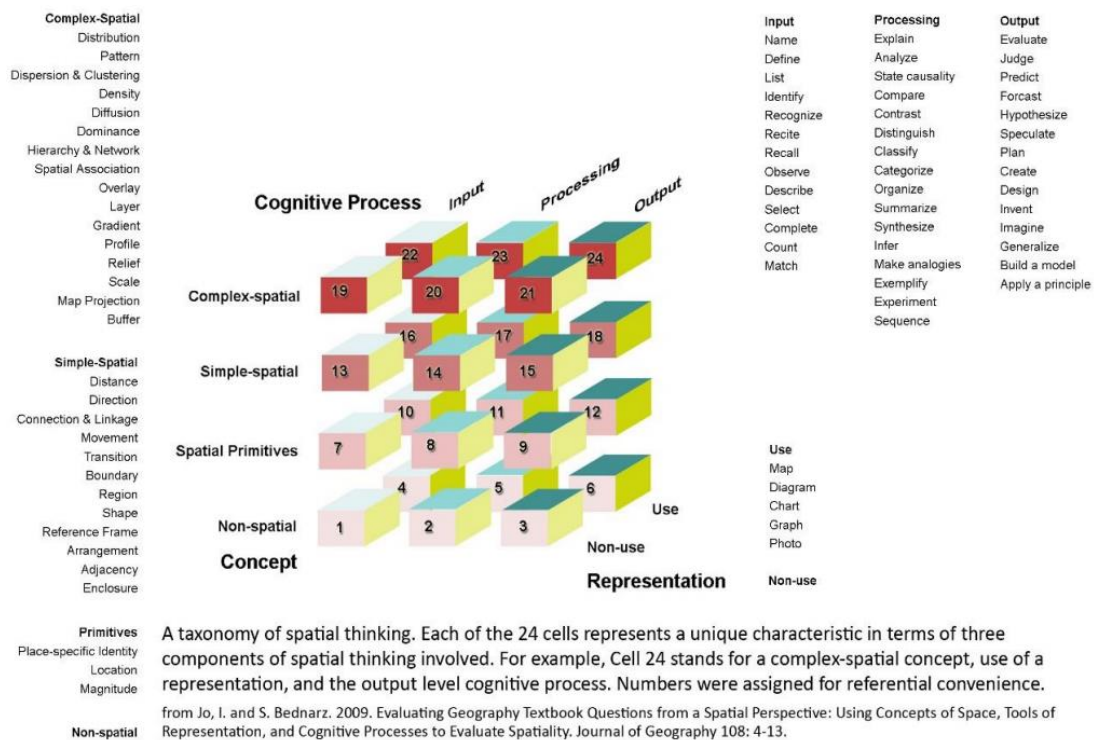 Complex-Spatial
Distribution
Pattern
Dispersion & Clustering
Density
Diffusion
Dominance
Hierarchy & Network
Spatial Association
Overlay
Layer
Gradient
Profile
Relief
Scale
Map Projection
Buffer
Simple-Spatial
Distance
Direction
Connection & Linkage
Movement
Transition
Boundary
Region
Shape
Reference Frame
Arrangement
Adjacency
Enclosure
Primitives
Place-specific Identity
Location
Magnitude
Non-spatial
Cognitive Process
Input
Processing
Output
22
23
24
Complex-spatial
19
20
21
16
17
18
Simple-spatial
13
14
15
10
11
12
Spatial Primitives
7
8
9
4
5
6
Use
Non-spatial
1
2
3
Non-use
Concept
Representation
Input
Name
Define
List
Identify
Recognize
Recite
Recall
Observe
Describe
Select
Complete
Count
Match
Processing
Explain
Analyze
State causality
Compare
Contrast
Distinguish
Classify
Categorize
Organize
Summarize
Synthesize
Infer
Make analogies
Exemplify
Experiment
Sequence
Output
Evaluate
Judge
Predict
Forcast
Hypothesize
Speculate
Plan
Create
Design
Invent
Imagine
Generalize
Build a model
Apply a principle
Use
Map
Diagram
Chart
Graph
Photo
Non-use
A taxonomy of spatial thinking. Each of the 24 cells represents a unique characteristic in terms of three
components of spatial thinking involved. For example, Cell 24 stands for a complex-spatial concept, use of a
representation, and the output level cognitive process. Numbers were assigned for referential convenience.
from Jo, I. and S. Bednarz. 2009. Evaluating Geography Textbook Questions from a Spatial Perspective: Using Concepts of Space, Tools of
Representation, and Cognitive Processes to Evaluate Spatiality. Journal of Geography 108: 4-13.